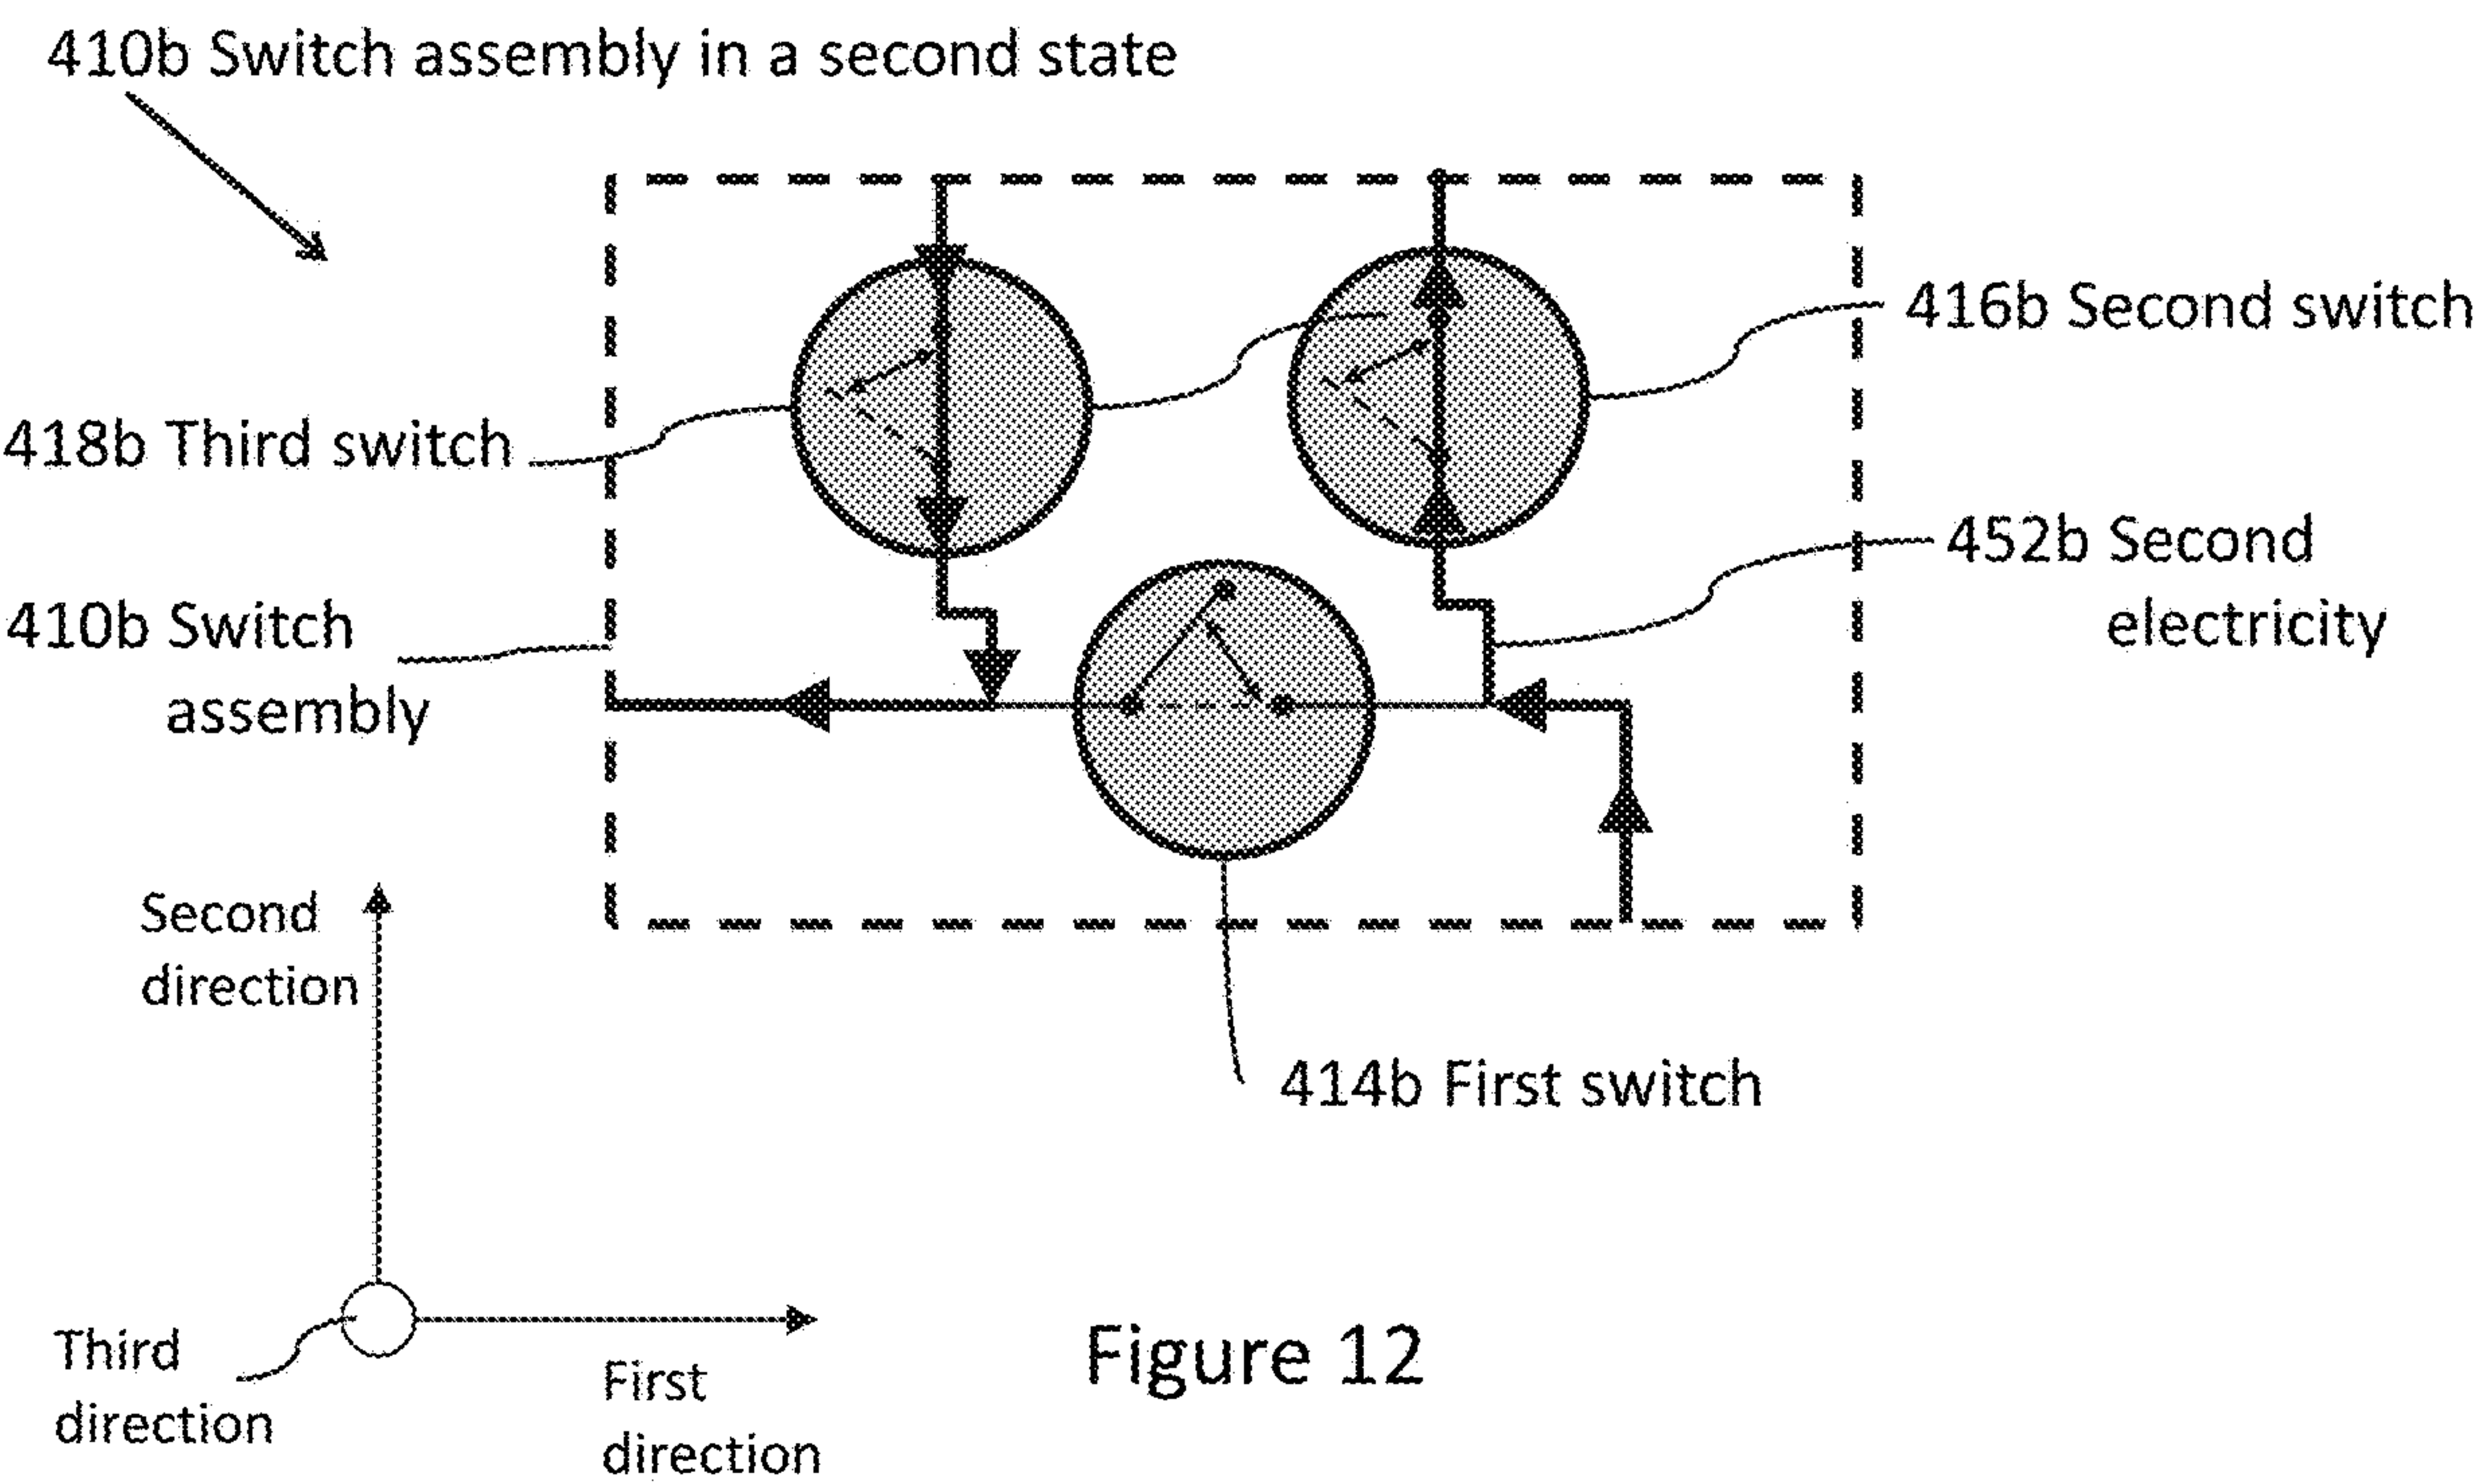 410b Switch assembly in a second state
416b Second switch
418b Third switch
452b Second
electricity
410b Switch
assembly
Second
direction
414b First switch
Third
direction
First
direction
Figure 12